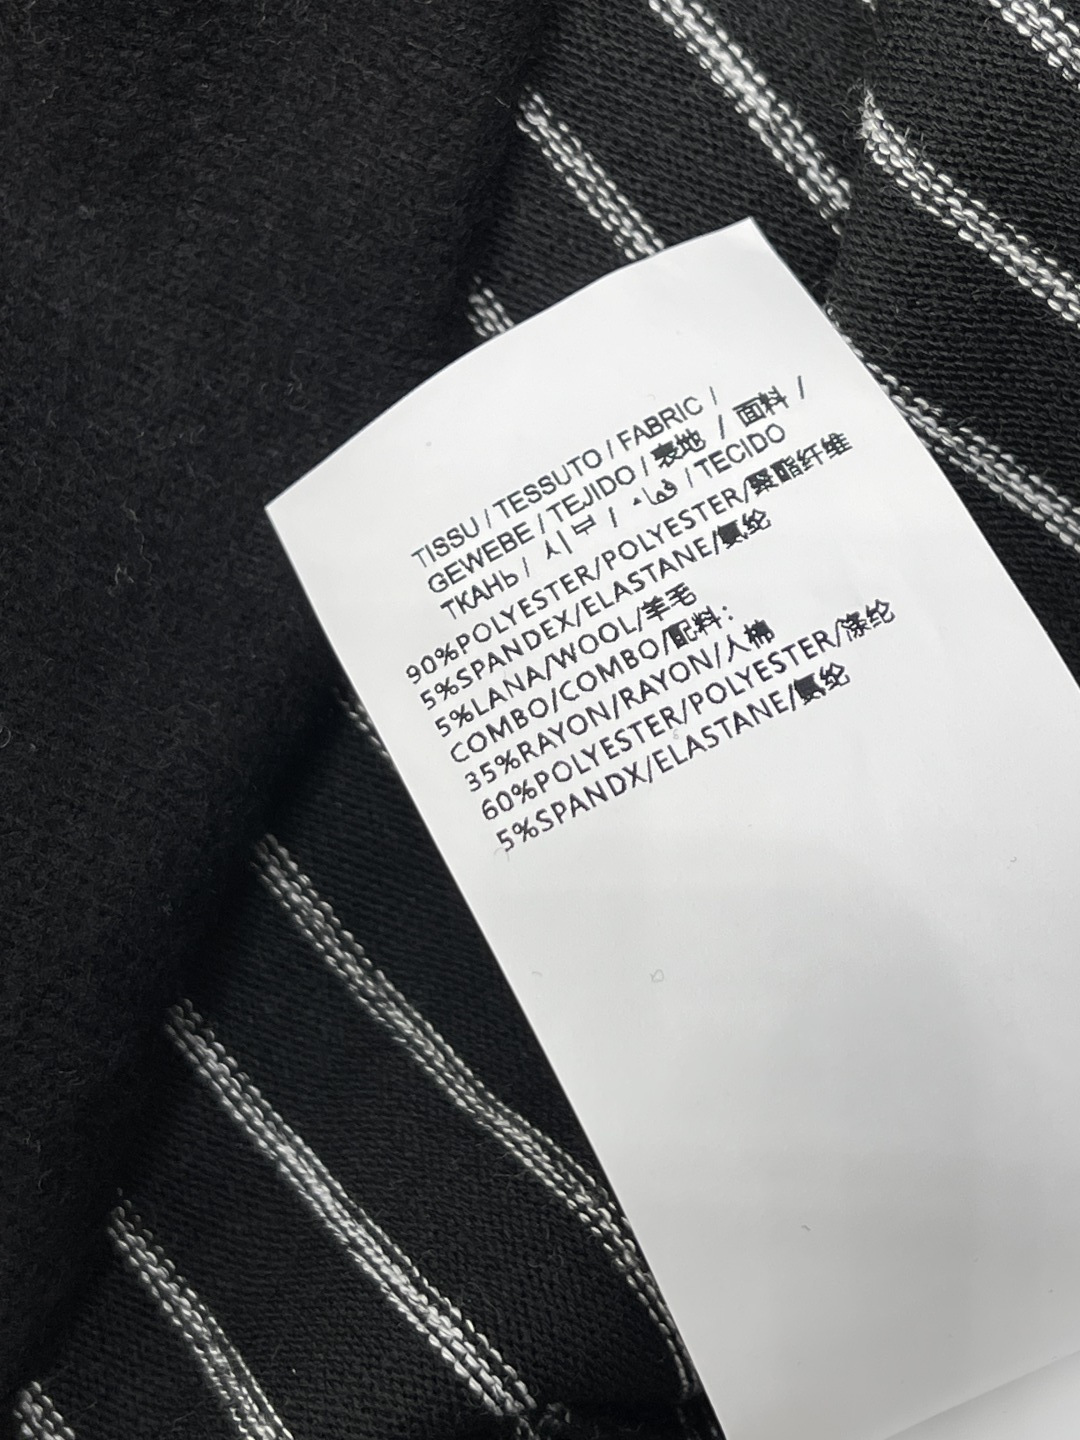 TISSU / TESSUTO / FABRIC /
GEWEBE / TEJIDO / 表地 / 面料 /
ТКАНЬ / 시부 / / TECIDO
90%POLYESTER/POLYESTER/聚酯纤维
5%SPANDEX/ELASTANE/氨纶
5%LANA/WOOL/羊毛
COMBO/COMBO/配料:
35%RAYON/RAYON/人棉
60%POLYESTER/POLYESTER/涤纶
5%SPANDX/ELASTANE/氨纶